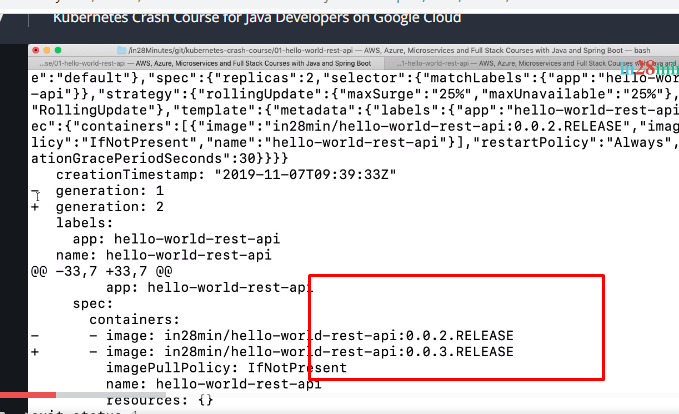 Kubernetes Crash Course for Java Developers on Google Cloud
/in28Minutes/git/kubernetes-crash-course/01-hello-world-rest-api — AWS, Azure, Microservices and Full Stack Courses with Java and Spring Boot — bash
...se/01-hello-world-rest-api — AWS, Azure, Microservices and Full Stack Courses with Java and Spring Boot
...1-hello-world-rest-api — AWS, Azure, Microservices and Full Stack Courses with Java and
in28min
e":"default"},"spec":{"replicas":2,"selector":{"matchLabels":{"app":"hello-wor
-api"}},"strategy":{"rollingUpdate":{"maxSurge":"25%","maxUnavailable":"25%"},
"RollingUpdate"},"template":{"metadata":{"labels":{"app":"hello-world-rest-api
ec":{"containers":[{"image":"in28min/hello-world-rest-api:0.0.2.RELEASE","imag
licy":"IfNotPresent","name":"hello-world-rest-api"}],"restartPolicy":"Always",
ationGracePeriodSeconds":30}}}}
creationTimestamp: "2019-11-07T09:39:33Z"
- generation: 1
+ generation: 2
labels:
app: hello-world-rest-api
name: hello-world-rest-api
@@ -33,7 +33,7 @@
app: hello-world-rest-api
spec:
containers:
- - image: in28min/hello-world-rest-api:0.0.2.RELEASE
+ - image: in28min/hello-world-rest-api:0.0.3.RELEASE
imagePullPolicy: IfNotPresent
name: hello-world-rest-api
resources: {}
exit status 1